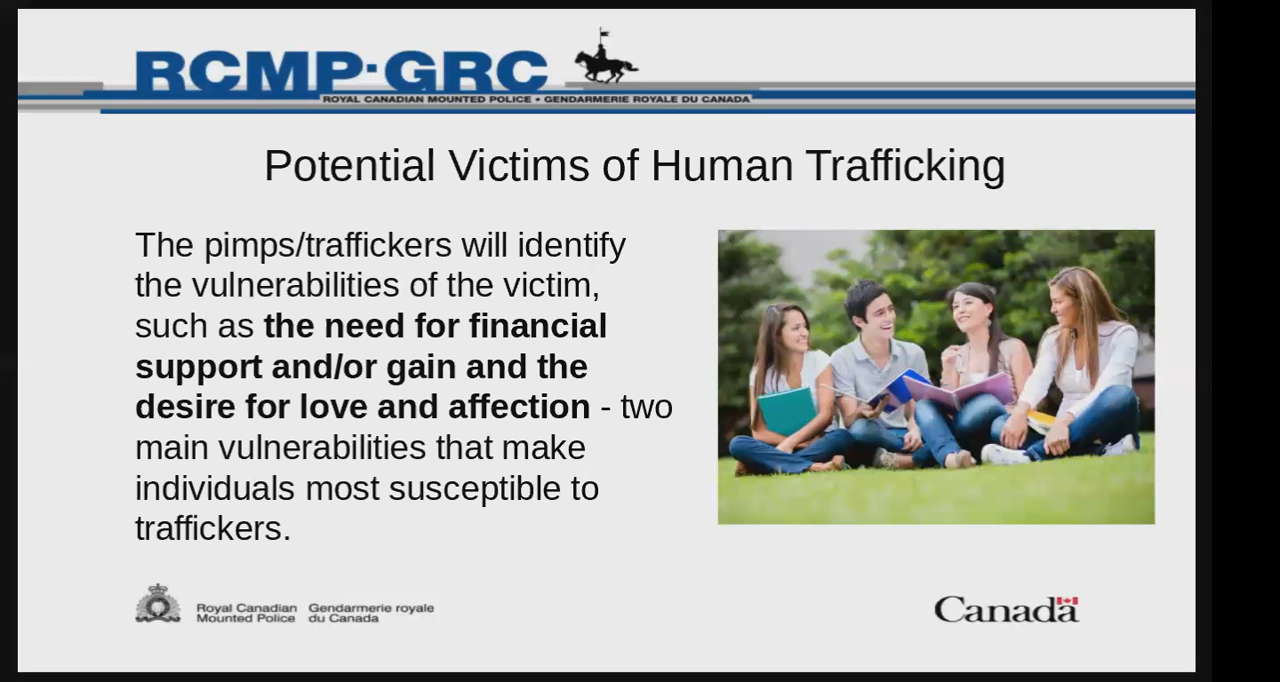 RCMP·GRC
ROYAL CANADIAN MOUNTED POLICE • GENDARMERIE ROYALE DU CANADA
Potential Victims of Human Trafficking
The pimps/traffickers will identify
the vulnerabilities of the victim,
such as the need for financial
support and/or gain and the
desire for love and affection - two
main vulnerabilities that make
individuals most susceptible to
traffickers.
Royal Canadian Gendarmerie royale
Mounted Police du Canada
Canada